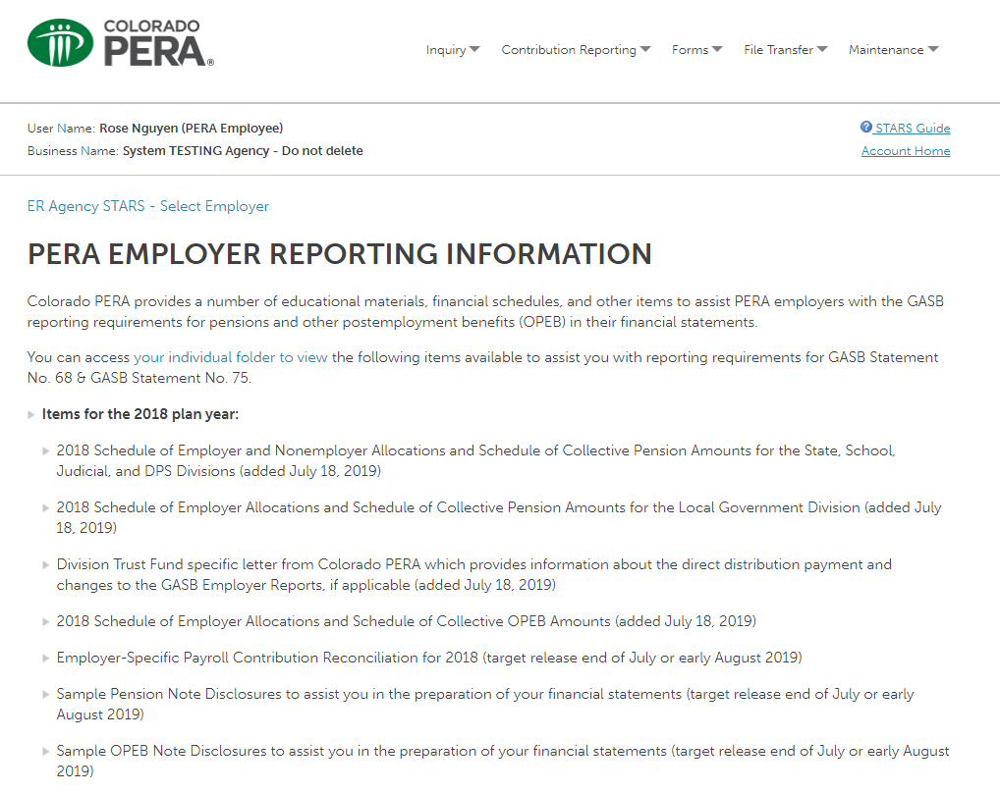 COLORADO
PERA®
Inquiry Contribution Reporting Forms File Transfer Maintenance
User Name: Rose Nguyen (PERA Employee)
? STARS Guide
Business Name: System TESTING Agency - Do not delete
Account Home
ER Agency STARS - Select Employer
PERA EMPLOYER REPORTING INFORMATION
Colorado PERA provides a number of educational materials, financial schedules, and other items to assist PERA employers with the GASB
reporting requirements for pensions and other postemployment benefits (OPEB) in their financial statements.
You can access your individual folder to view the following items available to assist you with reporting requirements for GASB Statement
No. 68 & GASB Statement No. 75.
Items for the 2018 plan year:
2018 Schedule of Employer and Nonemployer Allocations and Schedule of Collective Pension Amounts for the State, School,
Judicial, and DPS Divisions (added July 18, 2019)
2018 Schedule of Employer Allocations and Schedule of Collective Pension Amounts for the Local Government Division (added July
18, 2019)
Division Trust Fund specific letter from Colorado PERA which provides information about the direct distribution payment and
changes to the GASB Employer Reports, if applicable (added July 18, 2019)
2018 Schedule of Employer Allocations and Schedule of Collective OPEB Amounts (added July 18, 2019)
Employer-Specific Payroll Contribution Reconciliation for 2018 (target release end of July or early August 2019)
Sample Pension Note Disclosures to assist you in the preparation of your financial statements (target release end of July or early
August 2019)
Sample OPEB Note Disclosures to assist you in the preparation of your financial statements (target release end of July or early August
2019)